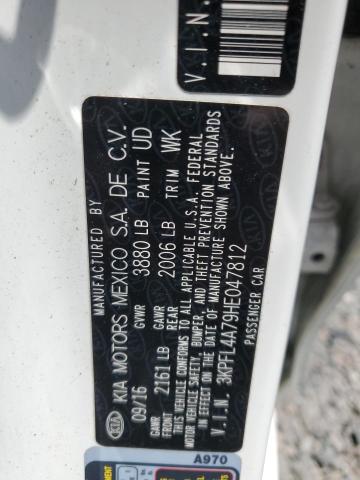 MANUFACTURED BY
KIA KIA MOTORS MEXICO S.A. DE C.V.
09/16 GVWR 3880 LB PAINT UD
GAWR FRONT 2161 LB GAWR REAR 2006 LB TRIM WK
THIS VEHICLE CONFORMS TO ALL APPLICABLE U.S.A. FEDERAL
MOTOR VEHICLE SAFETY, BUMPER, AND THEFT PREVENTION STANDARDS
IN EFFECT ON THE DATE OF MANUFACTURE SHOWN ABOVE.
V.I.N. 3KPFL4A79HE047812
PASSENGER CAR
V.I.N.
A970